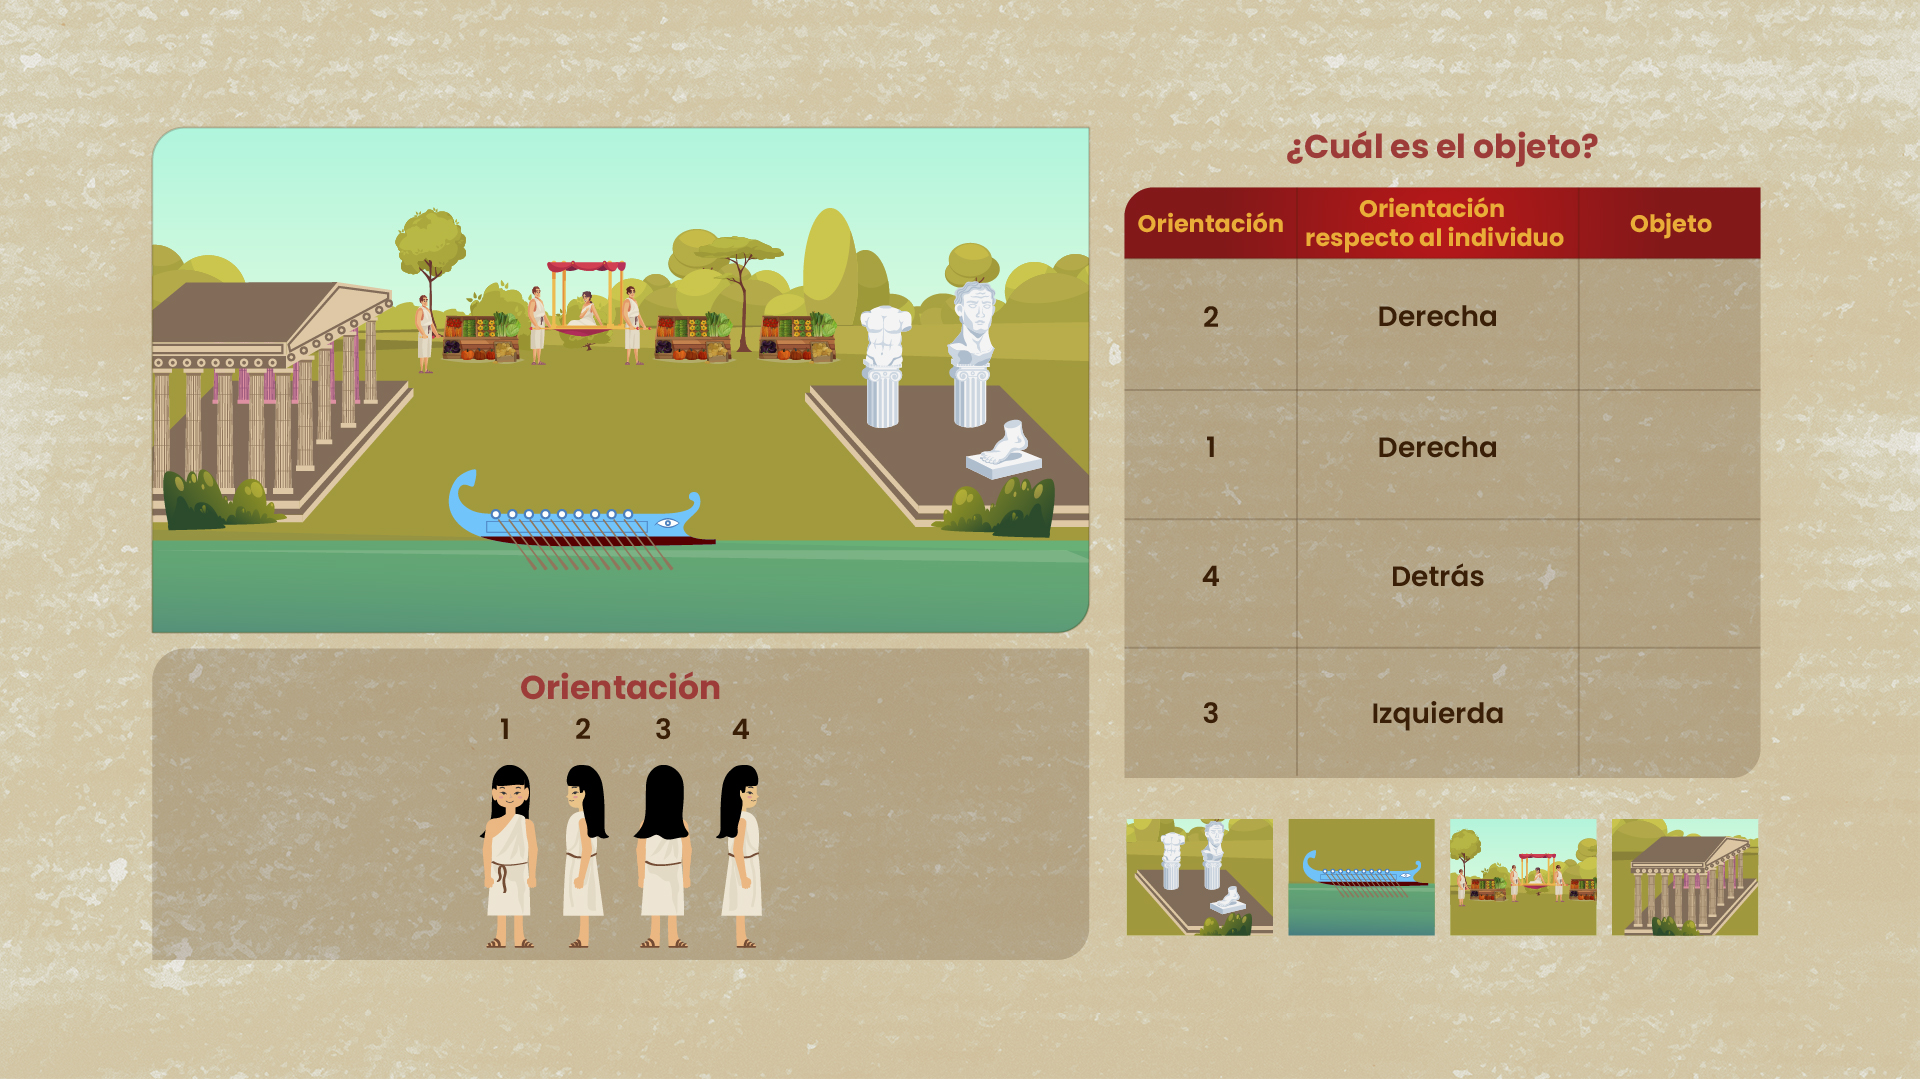 ¿Cuál es el objeto?
Orientación
Orientación
respecto al individuo
Objeto
2
Derecha
1
Derecha
4
Detrás
3
Izquierda
Orientación
1
2
3
4